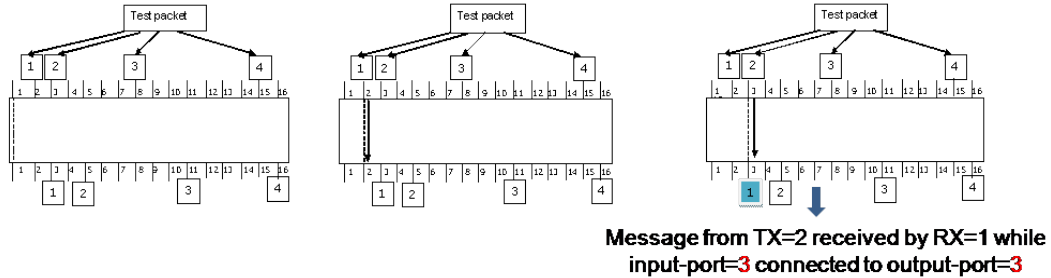 Test packet Test packet Test packet
1 2 3 4 1 2 3 4 1 2 3 4
1 2 3 4 5 6 7 8 9 10 11 12 13 14 15 16 1 2 3 4 5 6 7 8 9 10 11 12 13 14 15 16 1 2 3 4 5 6 7 8 9 10 11 12 13 14 15 16
1 2 3 4 5 6 7 8 9 10 11 12 13 14 15 16 1 2 3 4 5 6 7 8 9 10 11 12 13 14 15 16 1 2 3 4 5 6 7 8 9 10 11 12 13 14 15 16
1 2 3 4 1 2 3 4 1 2 3 4
Message from TX=2 received by RX=1 while
input-port=3 connected to output-port=3